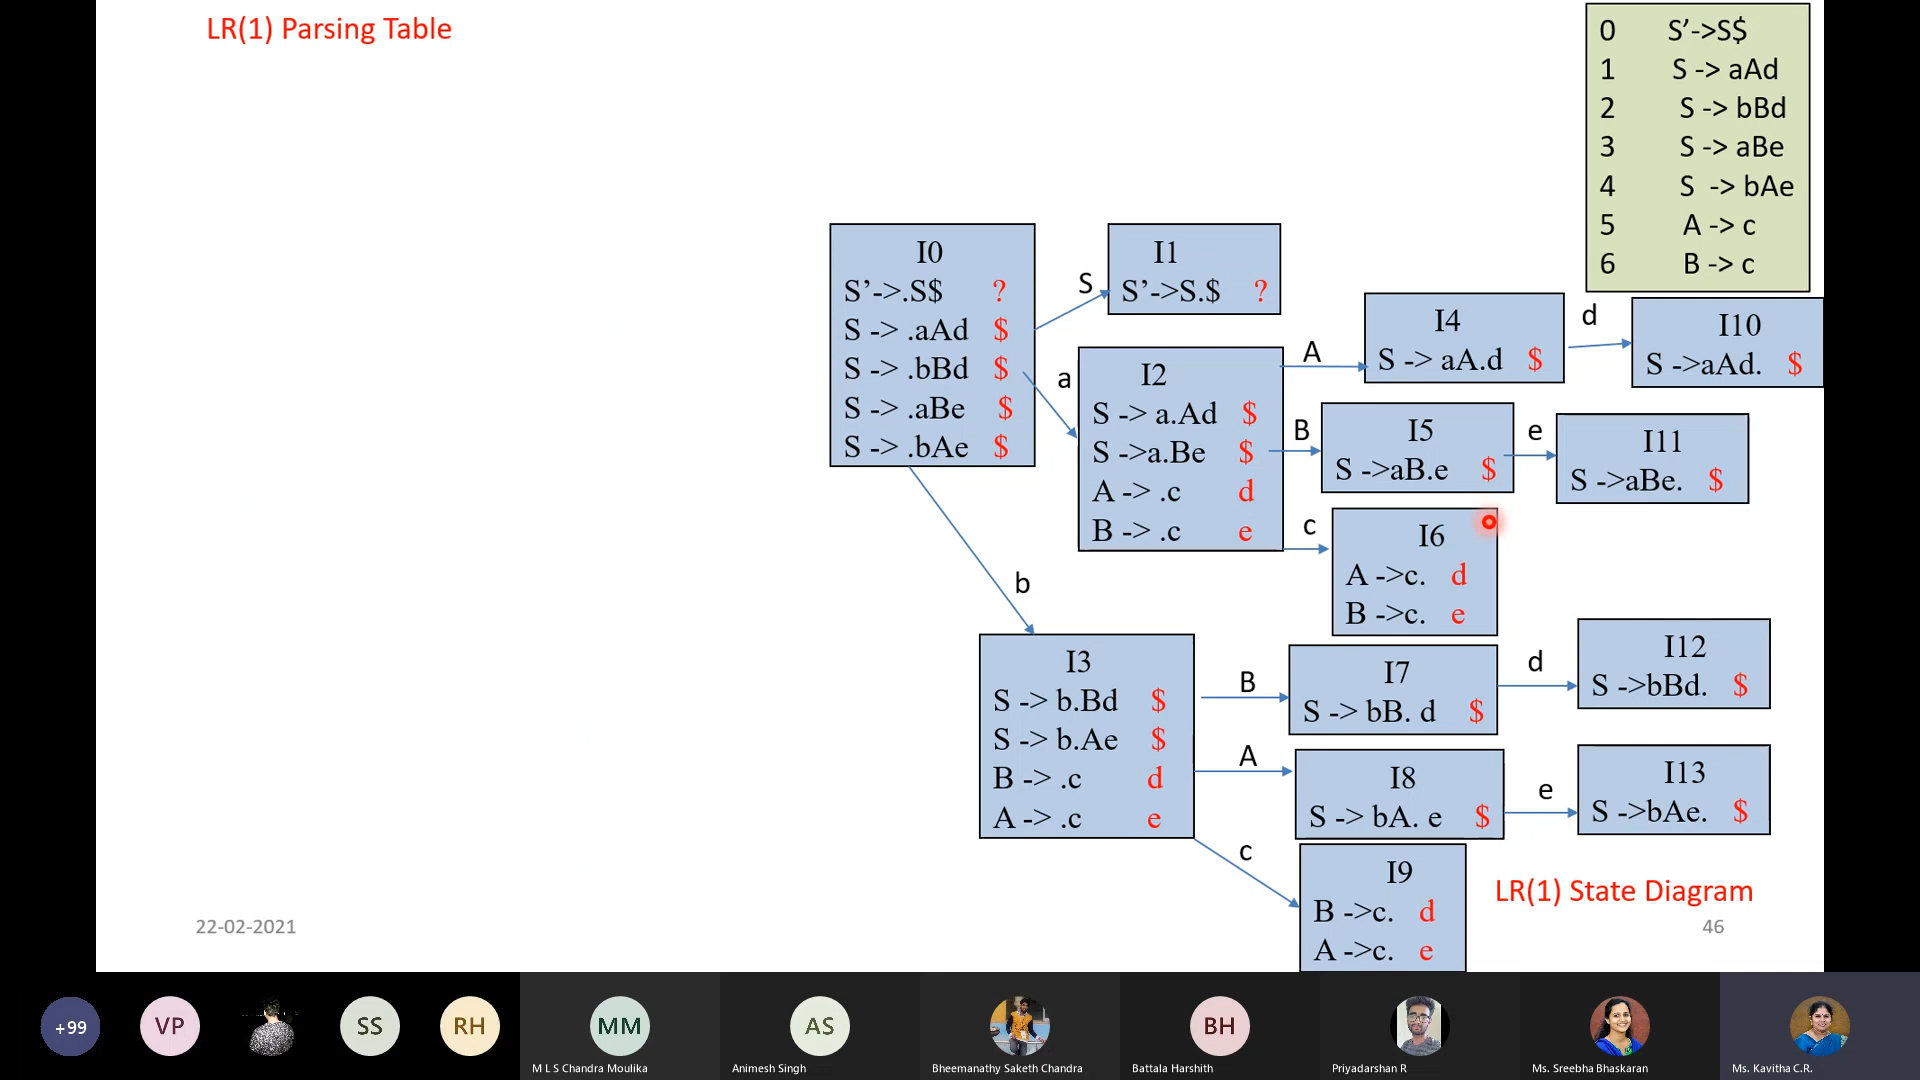 LR(1) Parsing Table
0 S’->S$
1 S -> aAd
2 S -> bBd
3 S -> aBe
4 S -> bAe
5 A -> c
6 B -> c
I0
S’->.S$ ?
S -> .aAd $
S -> .bBd $
S -> .aBe $
S -> .bAe $
S
a
b
I1
S’->S.$ ?
I2
S -> a.Ad $
S ->a.Be $
A -> .c d
B -> .c e
A
B
c
I4
S -> aA.d $
d
I10
S ->aAd. $
I5
S ->aB.e $
e
I11
S ->aBe. $
I6
A ->c. d
B ->c. e
I3
S -> b.Bd $
S -> b.Ae $
B -> .c d
A -> .c e
B
A
c
I7
S -> bB. d $
d
I12
S ->bBd. $
I8
S -> bA. e $
e
I13
S ->bAe. $
I9
B ->c. d
A ->c. e
LR(1) State Diagram
22-02-2021
46
+99
VP
SS
RH
MM
M L S Chandra Moulika
AS
Animesh Singh
Bheemanathy Saketh Chandra
BH
Battala Harshith
Priyadarshan R
Ms. Sreebha Bhaskaran
Ms. Kavitha C.R.